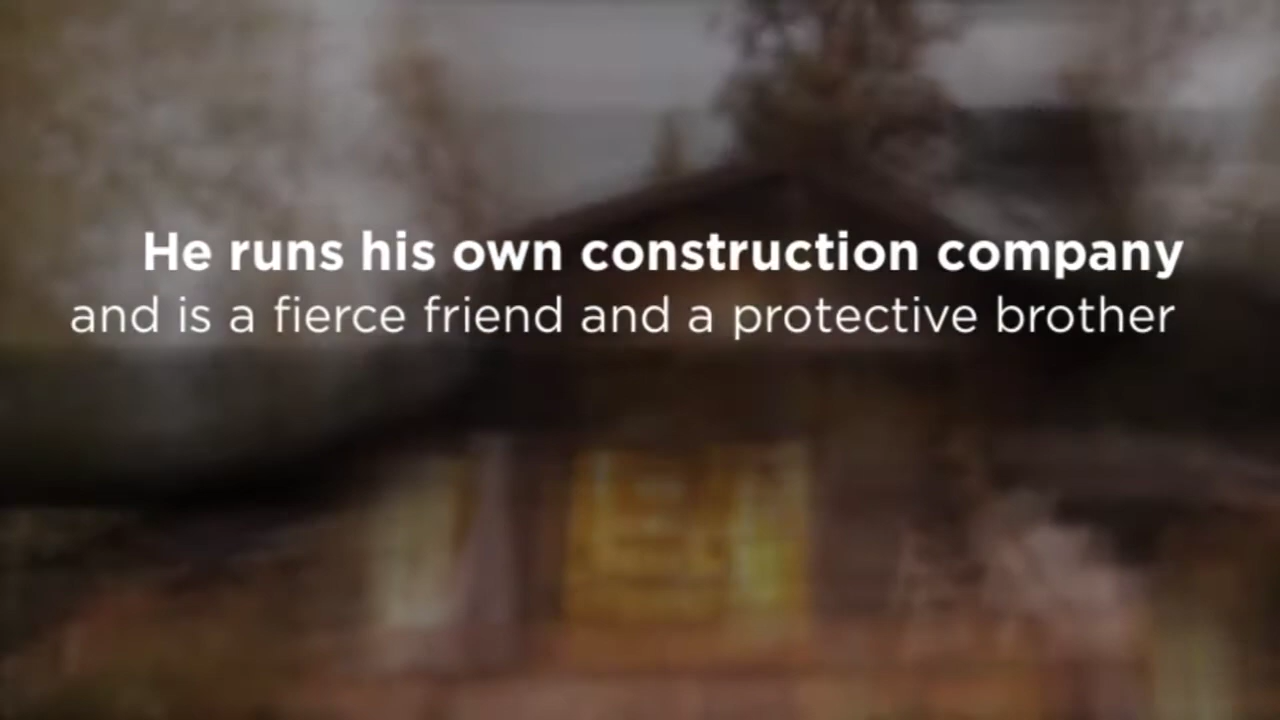 He runs his own construction company
and is a fierce friend and a protective brother